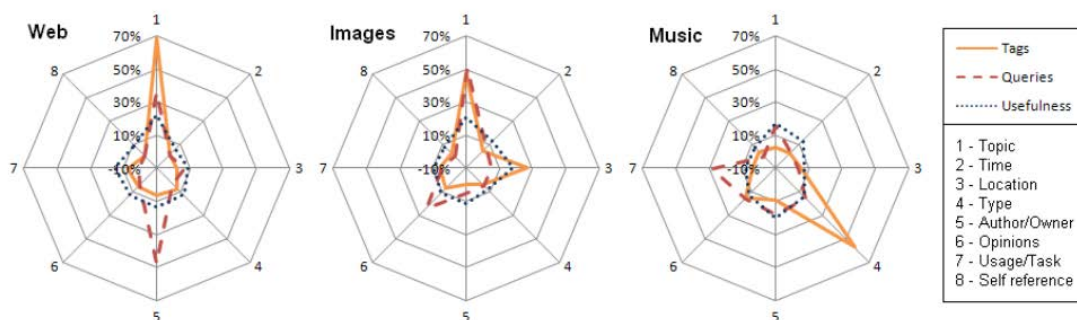 Web
1
70%
50%
30%
10%
-10%
2
3
4
5
6
7
8
Images
1
70%
50%
30%
10%
-10%
2
3
4
5
6
7
8
Music
1
70%
50%
30%
10%
-10%
2
3
4
5
6
7
8
Tags
Queries
Usefulness
1 - Topic
2 - Time
3 - Location
4 - Type
5 - Author/Owner
6 - Opinions
7 - Usage/Task
8 - Self reference